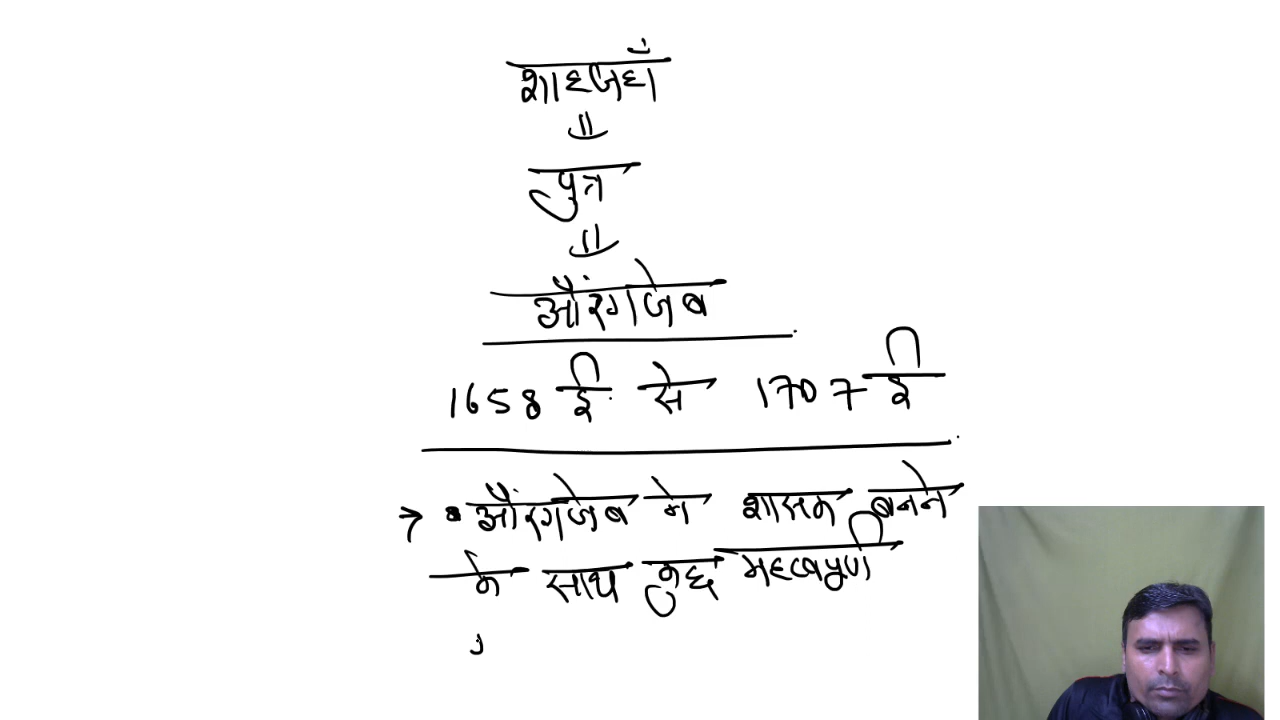 शाहजहाँ
पुत्र
औरंगजेब
1658 ई से 1707 ई
औरंगजेब ने शासक बनने
के साथ कुछ महत्वपूर्ण